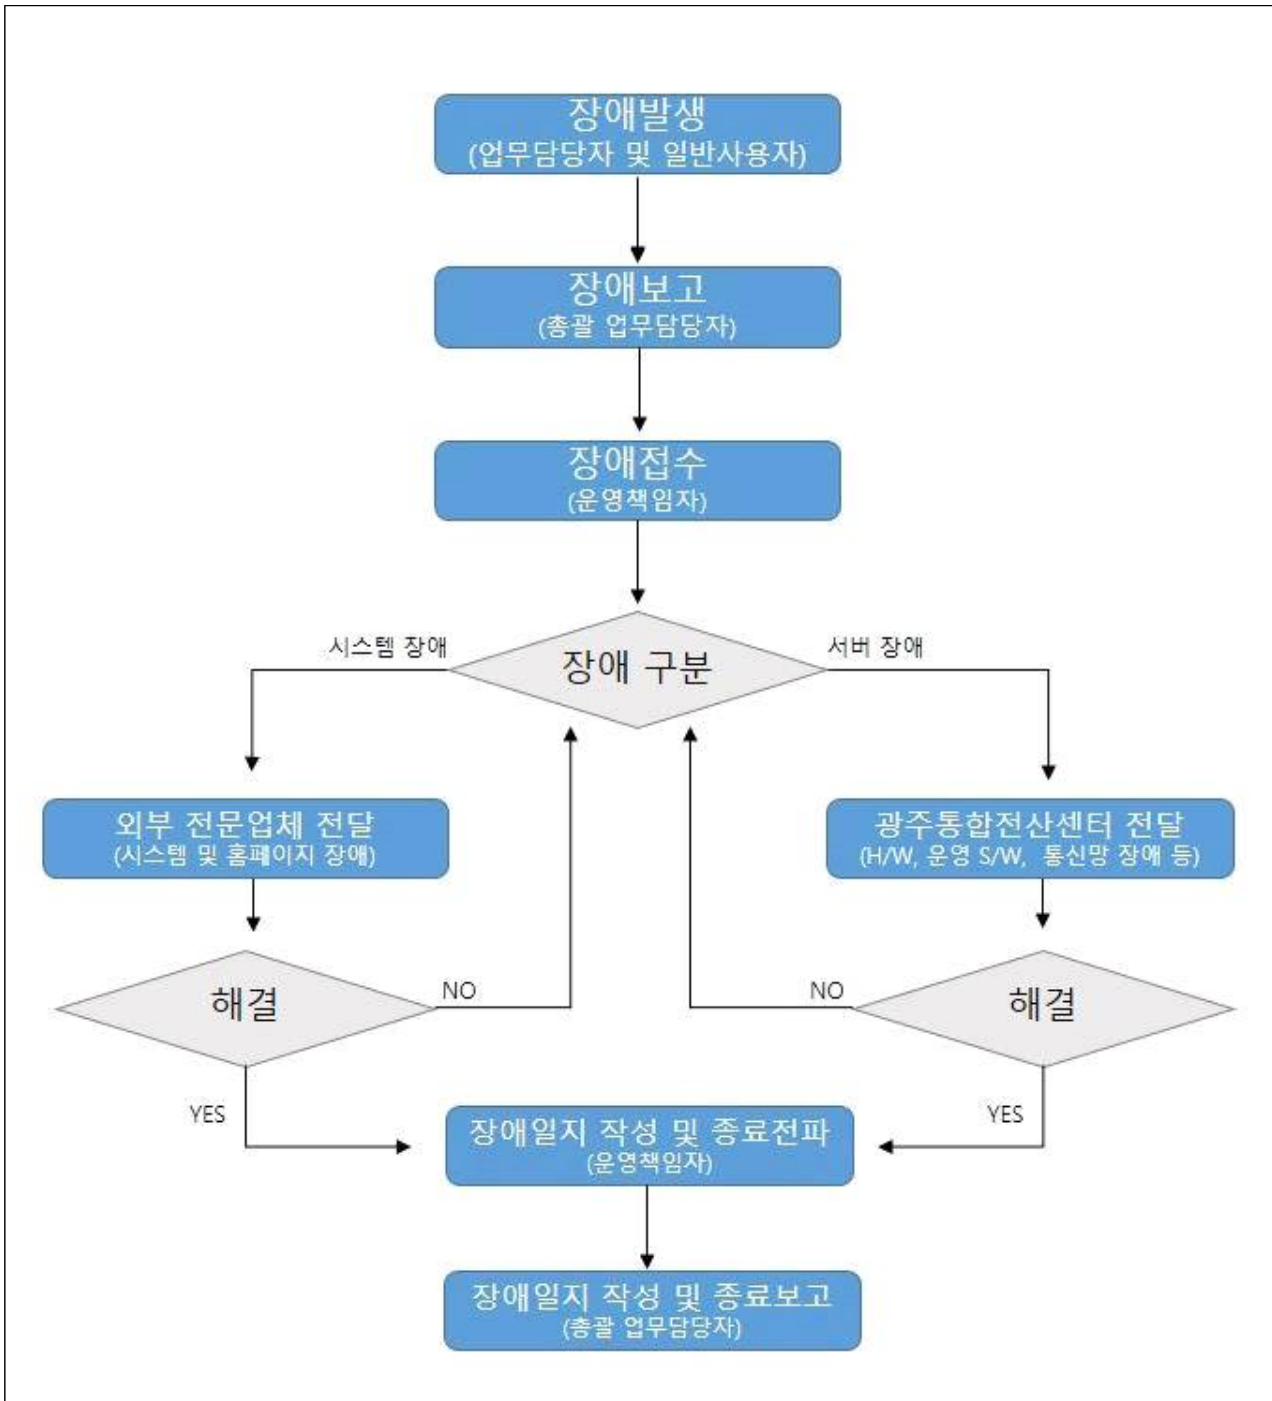 장애발생
(업무담당자 및 일반사용자)
장애보고
(총괄 업무담당자)
장애접수
(운영책임자)
시스템 장애
장애 구분
서버 장애
외부 전문업체 전달
(시스템 및 홈페이지 장애)
광주통합전산센터 전달
(H/W, 운영 S/W, 통신망 장애 등)
해결
NO
NO
해결
YES
YES
장애일지 작성 및 종료전파
(운영책임자)
장애일지 작성 및 종료보고
(총괄 업무담당자)